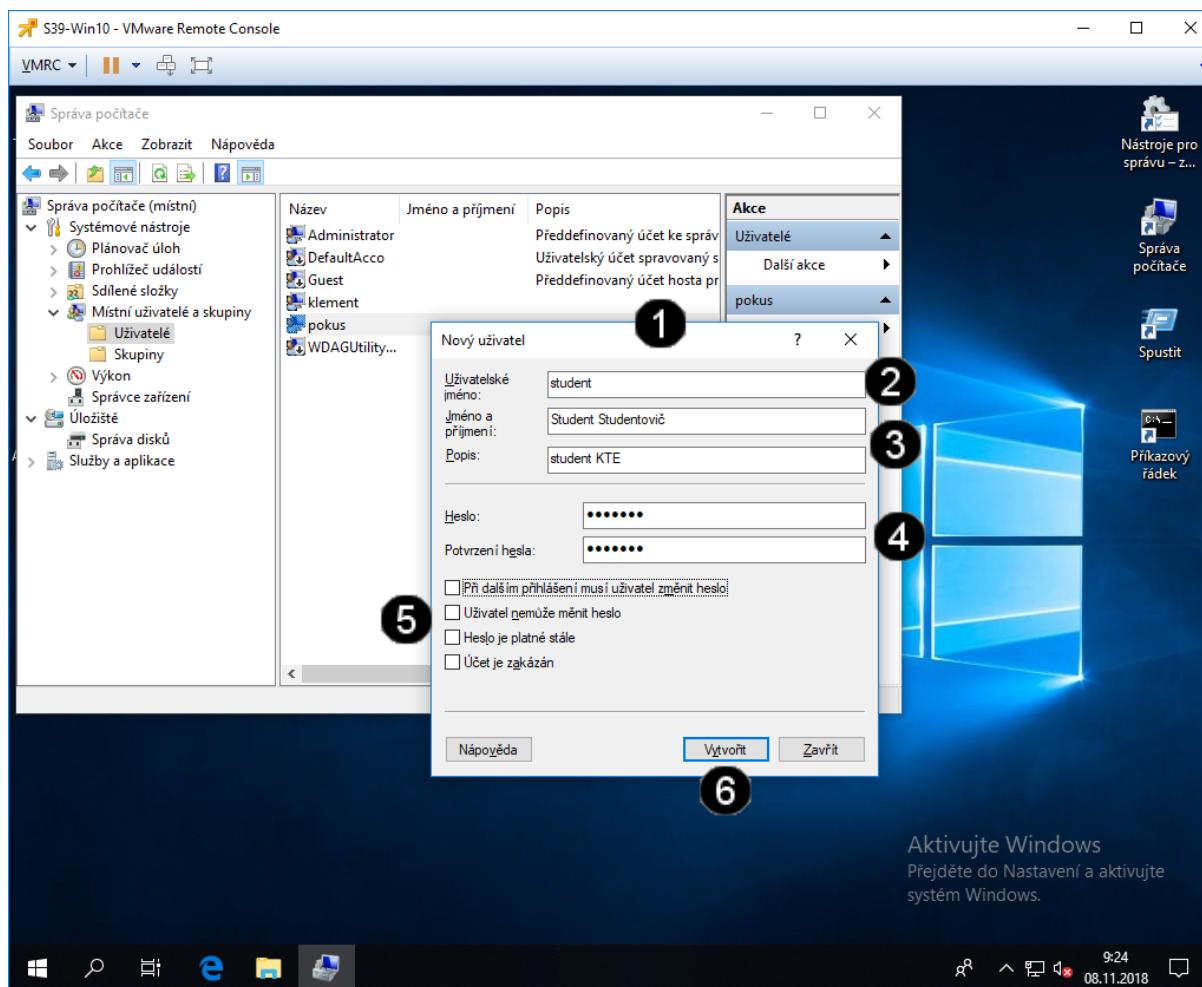 S39-Win10 - VMware Remote Console
VMRC
Správa počítače
Soubor Akce Zobrazit Nápověda
Správa počítače (místní)
Systémové nástroje
Plánovač úloh
Prohlížeč událostí
Sdílené složky
Místní uživatelé a skupiny
Uživatelé
Skupiny
Výkon
Správce zařízení
Úložiště
Správa disků
Služby a aplikace
Název Jméno a příjmení Popis
Administrator Předdefinovaný účet ke správ
DefaultAcco Uživatelský účet spravovaný s
Guest Předdefinovaný účet hosta pr
klement
pokus
WDAGUtility...
Akce
Uživatelé
Další akce
pokus
1
Nový uživatel ?
Uživatelské
jméno:
student
2
Jméno a
příjmení:
Student Studentovič
3
Popis:
student KTE
Heslo:
•••••••
4
Potvrzení hesla:
•••••••
Při dalším přihlášení musí uživatel změnit heslo
5
Uživatel nemůže měnit heslo
Heslo je platné stále
Účet je zakázán
Nápověda Vytvořit Zavřít
6
Nástroje pro
správu – z...
Správa
počítače
Spustit
C:\
Příkazový
řádek
Aktivujte Windows
Přejděte do Nastavení a aktivujte
systém Windows.
9:24
08.11.2018